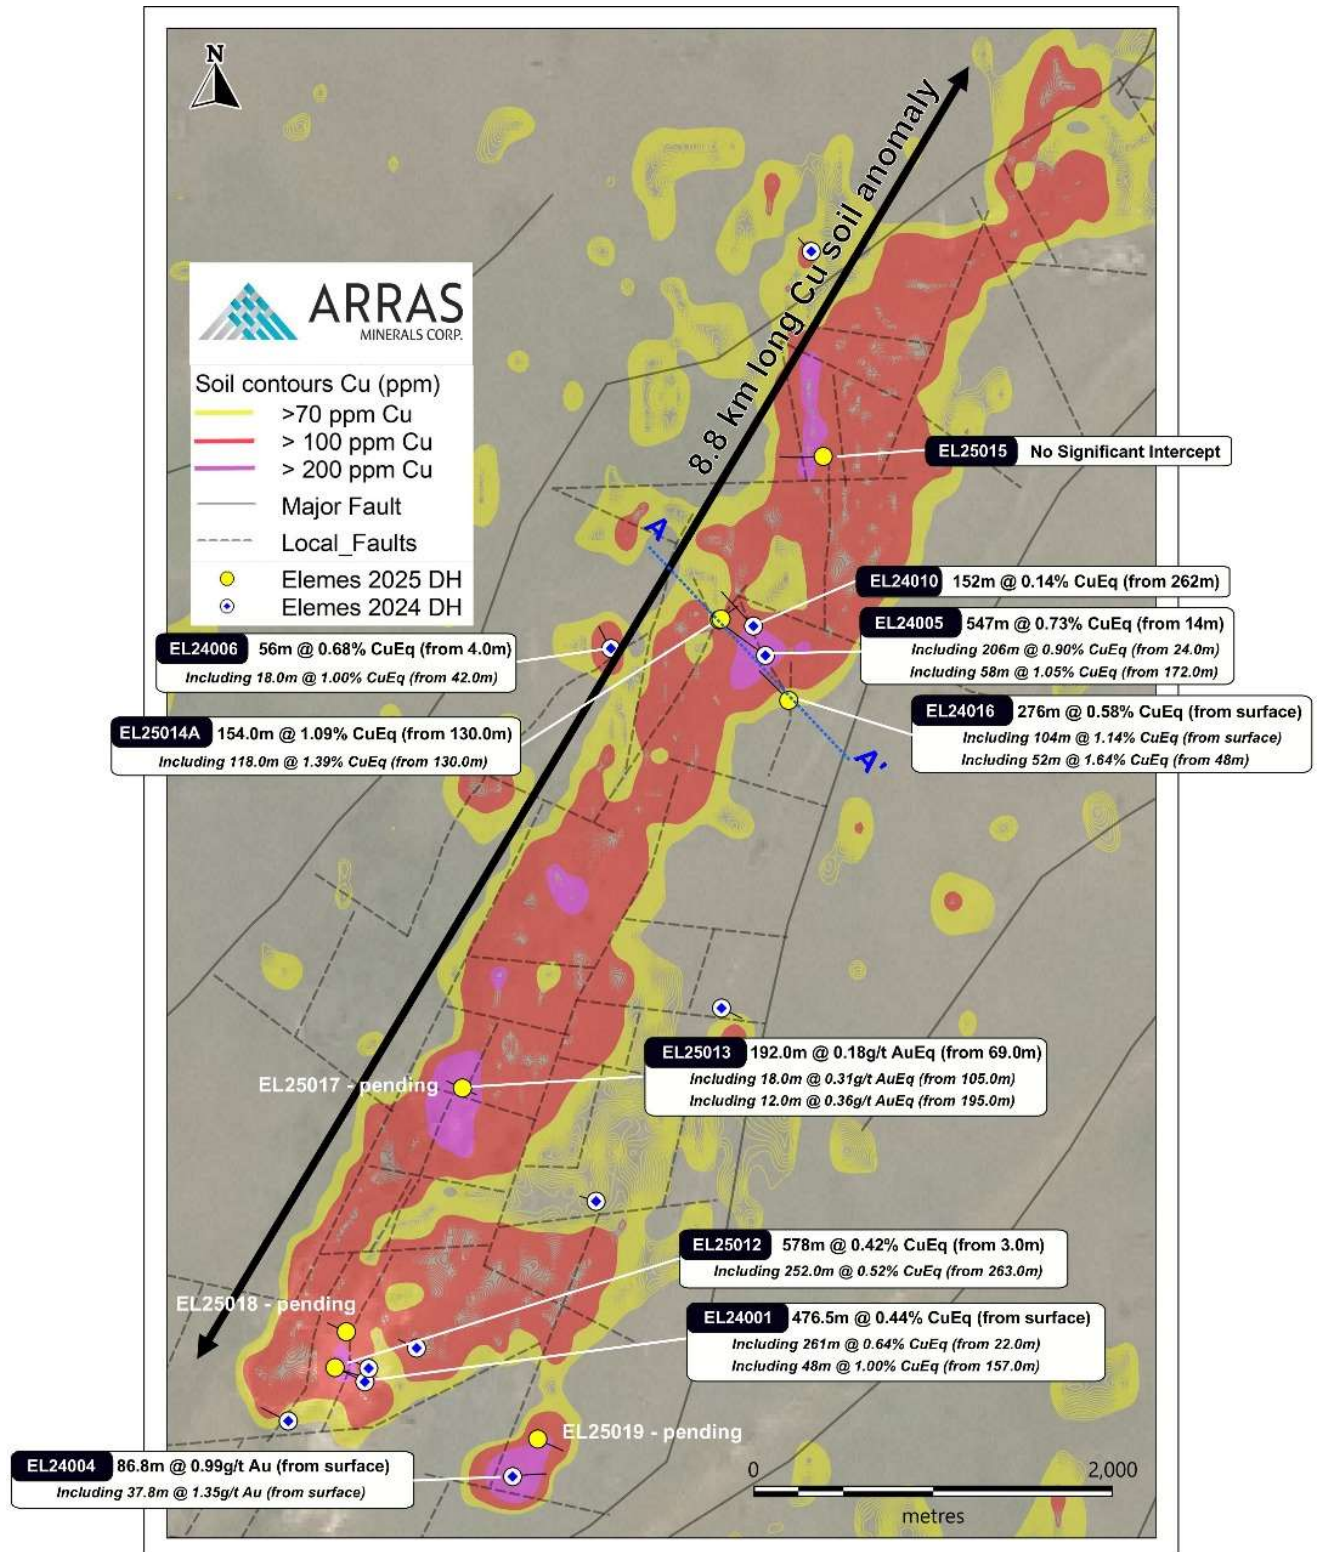 N
8.8 km long Cu soil anomaly
ARRAS
MINERALS CORP.
Soil contours Cu (ppm)
>70 ppm Cu
> 100 ppm Cu
> 200 ppm Cu
Major Fault
Local_Faults
Elemes 2025 DH
Elemes 2024 DH
EL25015 No Significant Intercept
A
EL24010 152m @ 0.14% CuEq (from 262m)
EL24005 547m @ 0.73% CuEq (from 14m)
Including 206m @ 0.90% CuEq (from 24.0m)
Including 58m @ 1.05% CuEq (from 172.0m)
EL24006 56m @ 0.68% CuEq (from 4.0m)
Including 18.0m @ 1.00% CuEq (from 42.0m)
EL24016 276m @ 0.58% CuEq (from surface)
Including 104m @ 1.14% CuEq (from surface)
Including 52m @ 1.64% CuEq (from 48m)
EL25014A 154.0m @ 1.09% CuEq (from 130.0m)
Including 118.0m @ 1.39% CuEq (from 130.0m)
A'
EL25013 192.0m @ 0.18g/t AuEq (from 69.0m)
Including 18.0m @ 0.31g/t AuEq (from 105.0m)
Including 12.0m @ 0.36g/t AuEq (from 195.0m)
EL25017 - pending
EL25012 578m @ 0.42% CuEq (from 3.0m)
Including 252.0m @ 0.52% CuEq (from 263.0m)
EL25018 - pending
EL24001 476.5m @ 0.44% CuEq (from surface)
Including 261m @ 0.64% CuEq (from 22.0m)
Including 48m @ 1.00% CuEq (from 157.0m)
EL25019 - pending
EL24004 86.8m @ 0.99g/t Au (from surface)
Including 37.8m @ 1.35g/t Au (from surface)
0 2,000
metres